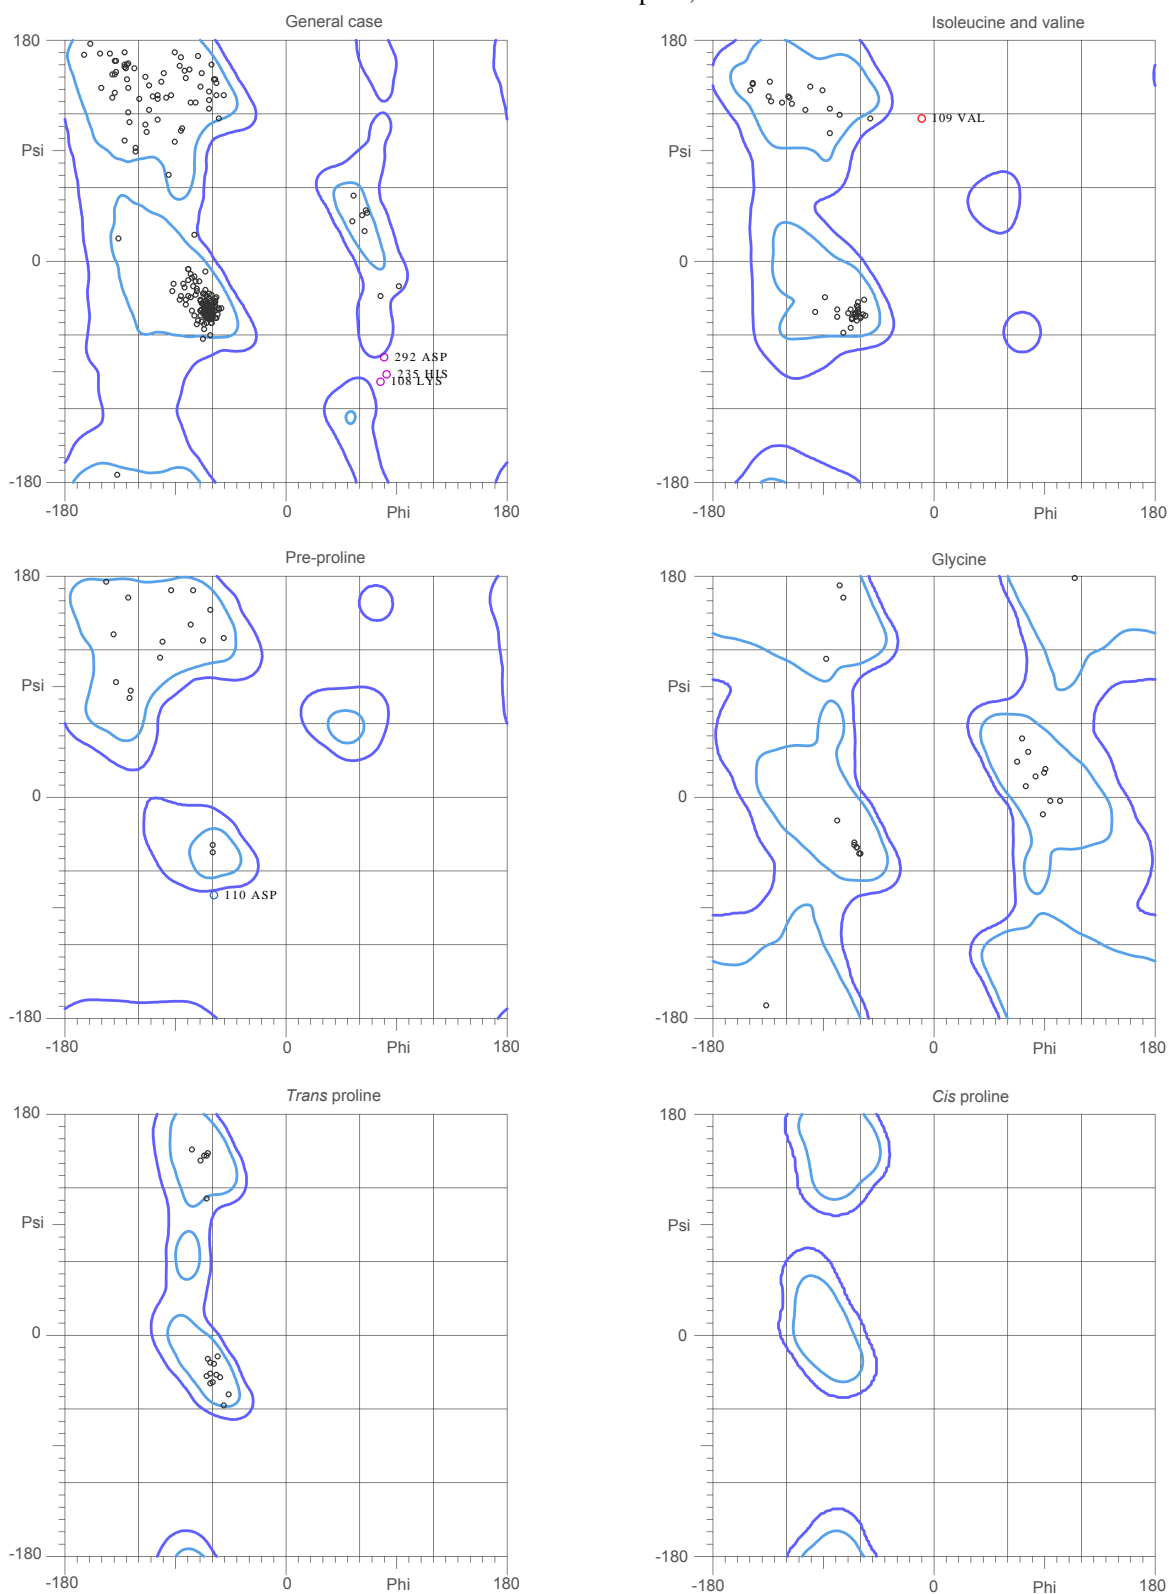 General case
Isoleucine and valine
180
Psi
0
-180
-180
0
Phi
180
292 ASP
235 HIS
108 LYS
180
Psi
0
-180
-180
0
Phi
180
109 VAL
Pre-proline
Glycine
180
Psi
0
-180
-180
0
Phi
180
110 ASP
180
Psi
0
-180
-180
0
Phi
180
Trans proline
Cis proline
180
Psi
0
-180
-180
0
Phi
180
180
Psi
0
-180
-180
0
Phi
180